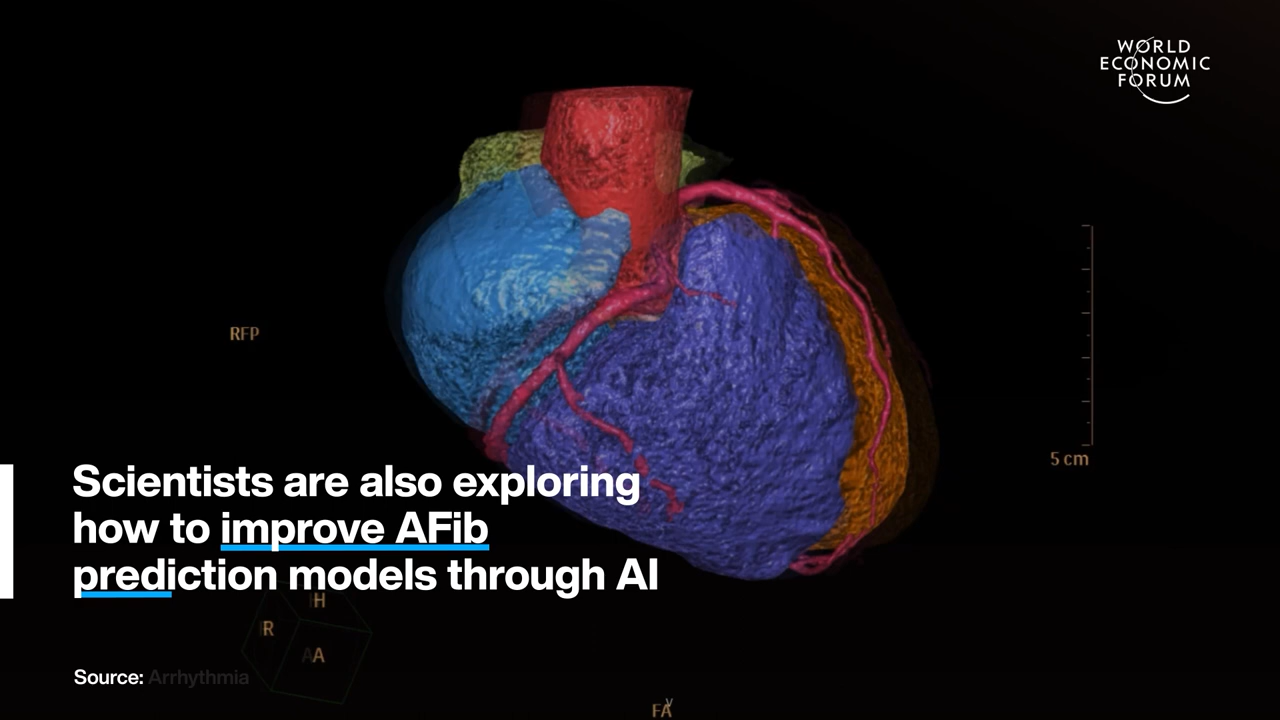 WORLD
ECONOMIC
FORUM
RFP
5 cm
Scientists are also exploring
how to improve AFib
prediction models through AI
H
R
A
Source: Arrhythmia
FA